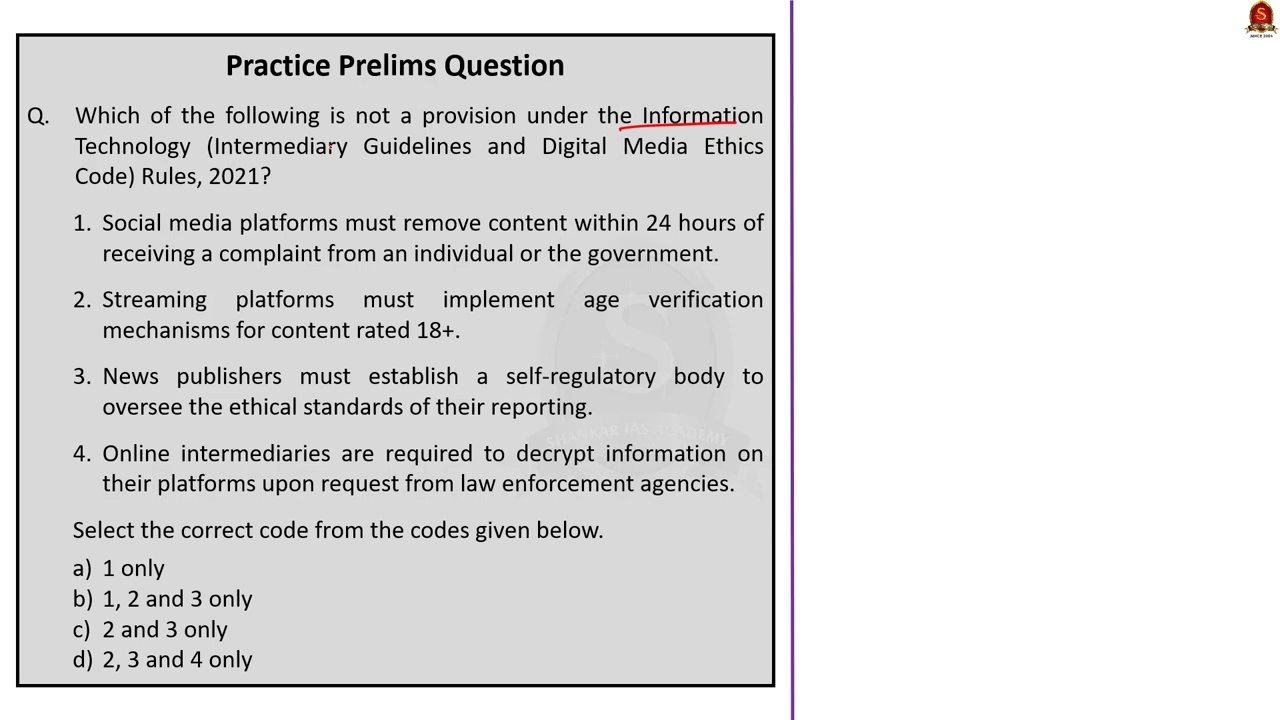 Practice Prelims Question
Q. Which of the following is not a provision under the Information
Technology (Intermediary Guidelines and Digital Media Ethics
Code) Rules, 2021?
1. Social media platforms must remove content within 24 hours of
receiving a complaint from an individual or the government.
2. Streaming platforms must implement age verification
mechanisms for content rated 18+.
3. News publishers must establish a self-regulatory body to
oversee the ethical standards of their reporting.
4. Online intermediaries are required to decrypt information on
their platforms upon request from law enforcement agencies.
Select the correct code from the codes given below.
a) 1 only
b) 1, 2 and 3 only
c) 2 and 3 only
d) 2, 3 and 4 only
S
SHANKAR IAS ACADEMY
S
SINCE 2004